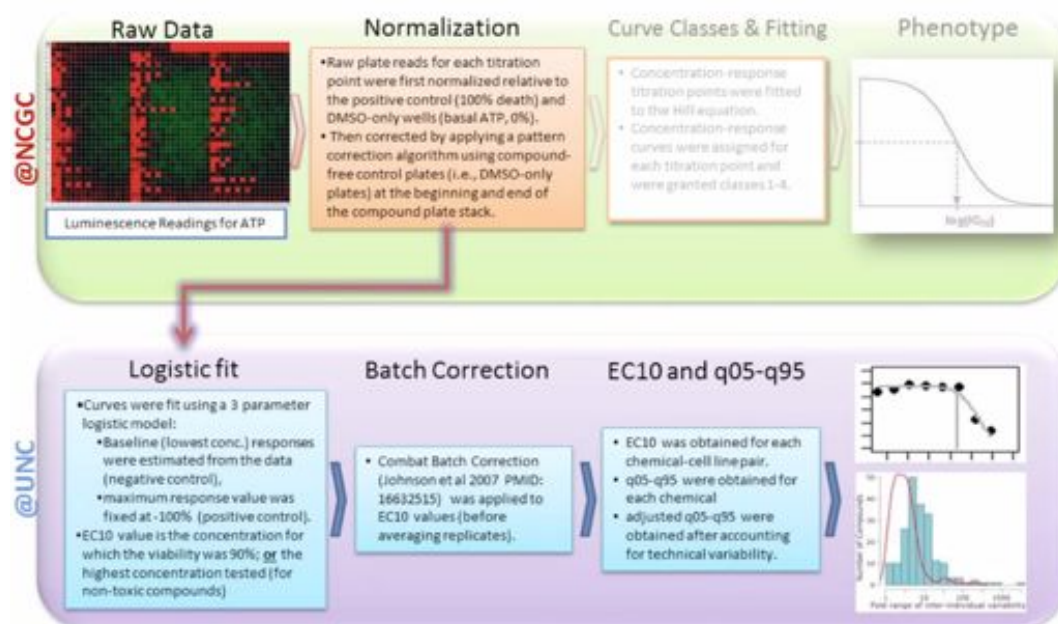 @NCGC
Raw Data
Luminescence Readings for ATP
Normalization
•Raw plate reads for each titration
point were first normalized relative
to the positive control (100% death) and
DMSO-only wells (basal ATP, 0%).
• Then corrected by applying a pattern
correction algorithm using compound-
free control plates (i.e., DMSO-only
plates) at the beginning and end of
the compound plate stack.
Curve Classes & Fitting
• Concentration-response
titration points were fitted
to the Hill equation.
• Concentration-response
curves were assigned for
each titration point and
were granted classes 1-4.
Phenotype
@UNC
Logistic fit
•Curves were fit using a 3 parameter
logistic model:
•Baseline (lowest conc.) responses
were estimated from the data
(negative control),
•maximum response value was
fixed at -100% (positive control).
•EC10 value is the concentration for
which the viability was 90%; or the
highest concentration tested (for
non-toxic compounds)
Batch Correction
• Combat Batch Correction
(Johnson et al 2007 PMID:
16632515) was applied to
EC10 values (before
averaging replicates).
EC10 and q05-q95
• EC10 was obtained for each
chemical-cell line pair.
• q05-q95 were obtained for
each chemical
• adjusted q05-q95 were
obtained after accounting
for technical variability.
Number of Compounds
Fold range of inter-individual variability